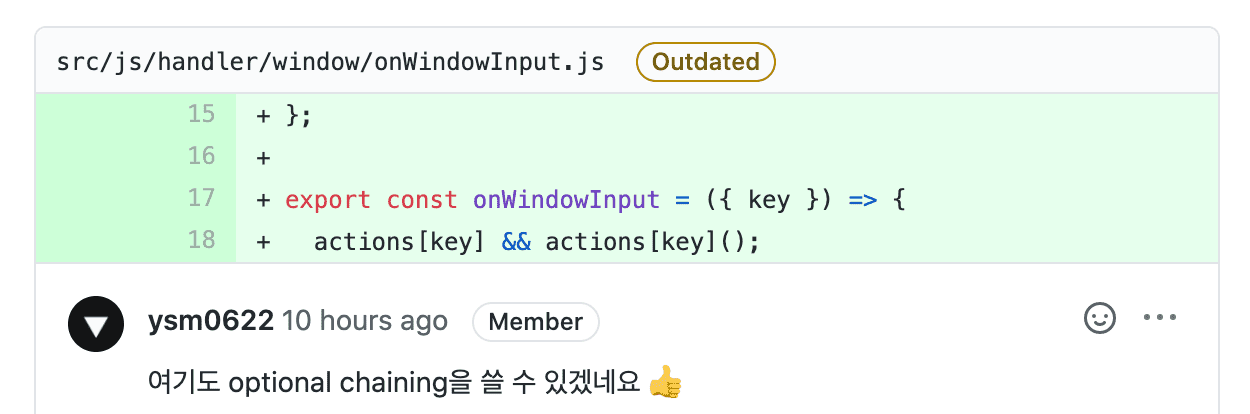 src/js/handler/window/onWindowInput.js Outdated
15 + };
16 +
17 + export const onWindowInput = ({ key }) => {
18 + actions[key] && actions[key]();
ysm0622 10 hours ago Member
여기도 optional chaining을 쓸 수 있겠네요 👍